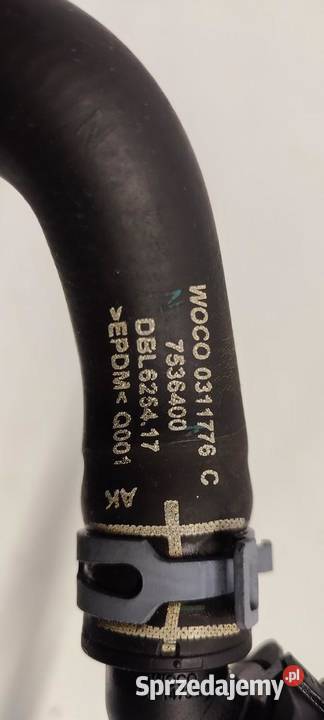 WOCO 0311776 C
7536400
DBL6254.17
>EPDM< Q001
AK
Sprzedajemy.pl